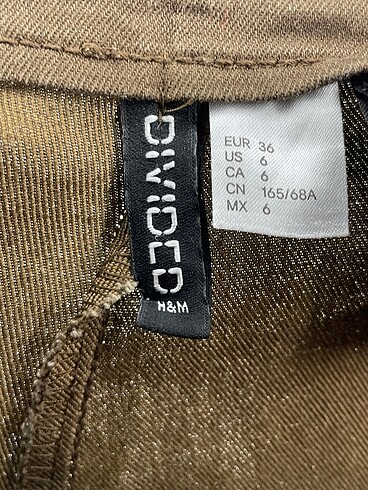 DIVIDED
H&M
EUR 36
US 6
CA 6
CN 165/68A
MX 6